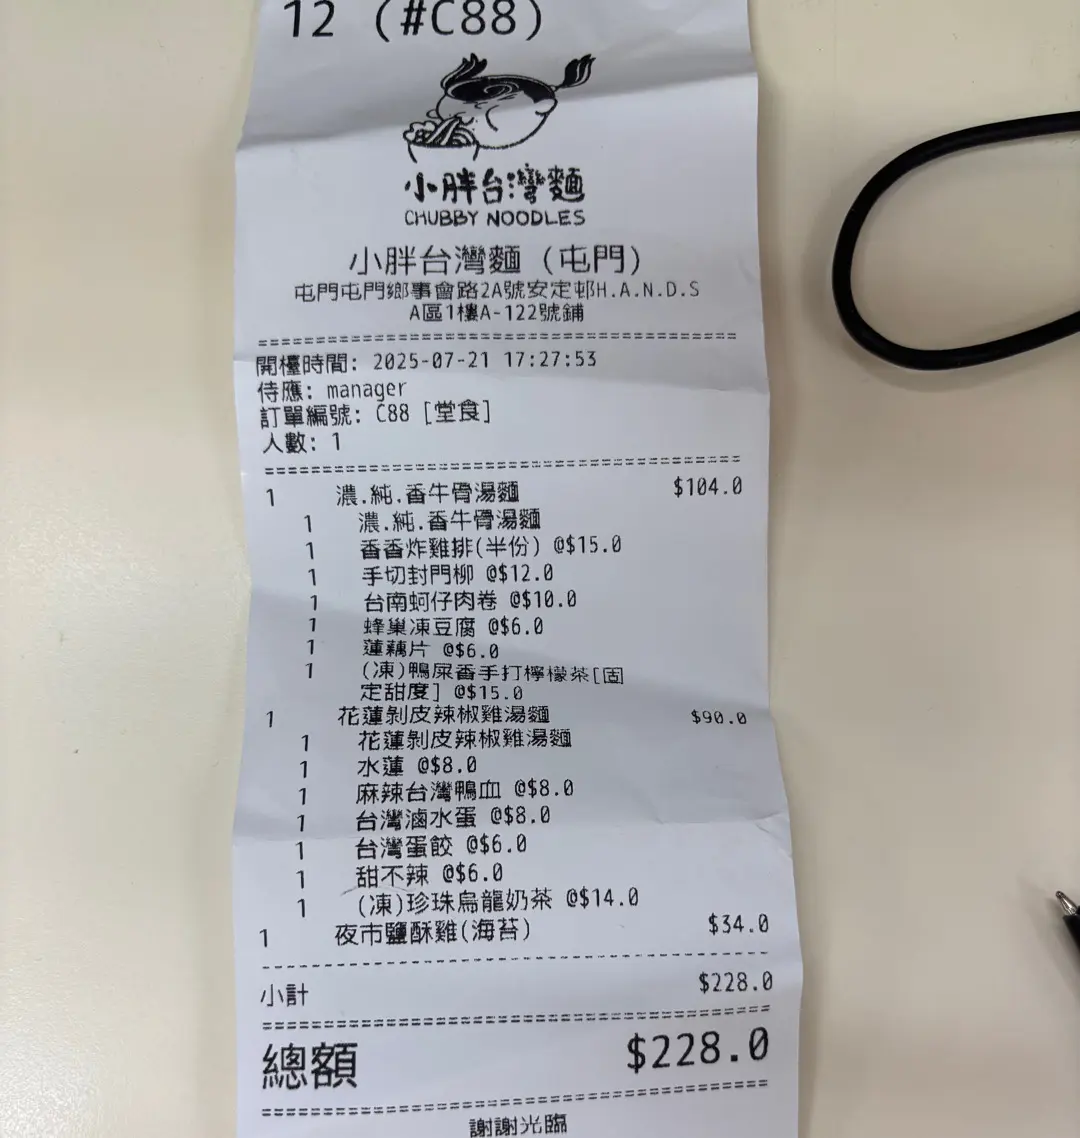 12 (#C88)
小胖台灣麵
CHUBBY NOODLES
小胖台灣麵 (屯門)
屯門屯門鄉事會路2A號安定邨H.A.N.D.S
A區1樓A-122號鋪
開檯時間: 2025-07-21 17:27:53
侍應: manager
訂單編號: C88 [堂食]
人數: 1
1 濃.純.香牛骨湯麵 $104.0
1 濃.純.香牛骨湯麵
1 香香炸雞排(半份) @$15.0
1 手切封門柳 @$12.0
1 台南蚵仔肉卷 @$10.0
1 蜂巢凍豆腐 @$6.0
1 蓮藕片 @$6.0
1 (凍)鴨屎香手打檸檬茶[固
定甜度] @$15.0
1 花蓮剝皮辣椒雞湯麵 $90.0
1 花蓮剝皮辣椒雞湯麵
1 水蓮 @$8.0
1 麻辣台灣鴨血 @$8.0
1 台灣滷水蛋 @$8.0
1 台灣蛋餃 @$6.0
1 甜不辣 @$6.0
1 (凍)珍珠烏龍奶茶 @$14.0
1 夜市鹽酥雞(海苔) $34.0
小計 $228.0
總額 $228.0
謝謝光臨